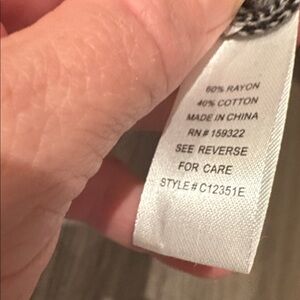 60% RAYON
40% COTTON
MADE IN CHINA
RN # 159322
SEE REVERSE
FOR CARE
STYLE # C12351E